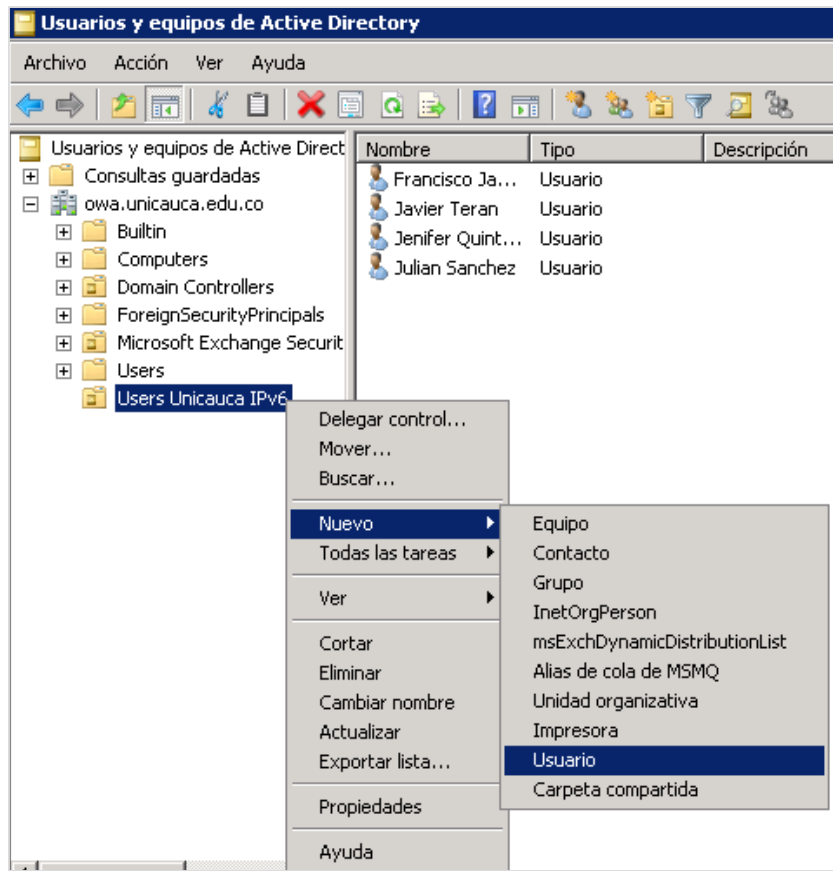 Usuarios y equipos de Active Directory
Archivo Acción Ver Ayuda
Usuarios y equipos de Active Direct
Consultas guardadas
owa.unicauca.edu.co
Builtin
Computers
Domain Controllers
ForeignSecurityPrincipals
Microsoft Exchange Securit
Users
Users Unicauca IPv6
Nombre Tipo Descripción
Francisco Ja... Usuario
Javier Teran Usuario
Jenifer Quint... Usuario
Julian Sanchez Usuario
Delegar control...
Mover...
Buscar...
Nuevo
Todas las tareas
Ver
Cortar
Eliminar
Cambiar nombre
Actualizar
Exportar lista...
Propiedades
Ayuda
Equipo
Contacto
Grupo
InetOrgPerson
msExchDynamicDistributionList
Alias de cola de MSMQ
Unidad organizativa
Impresora
Usuario
Carpeta compartida